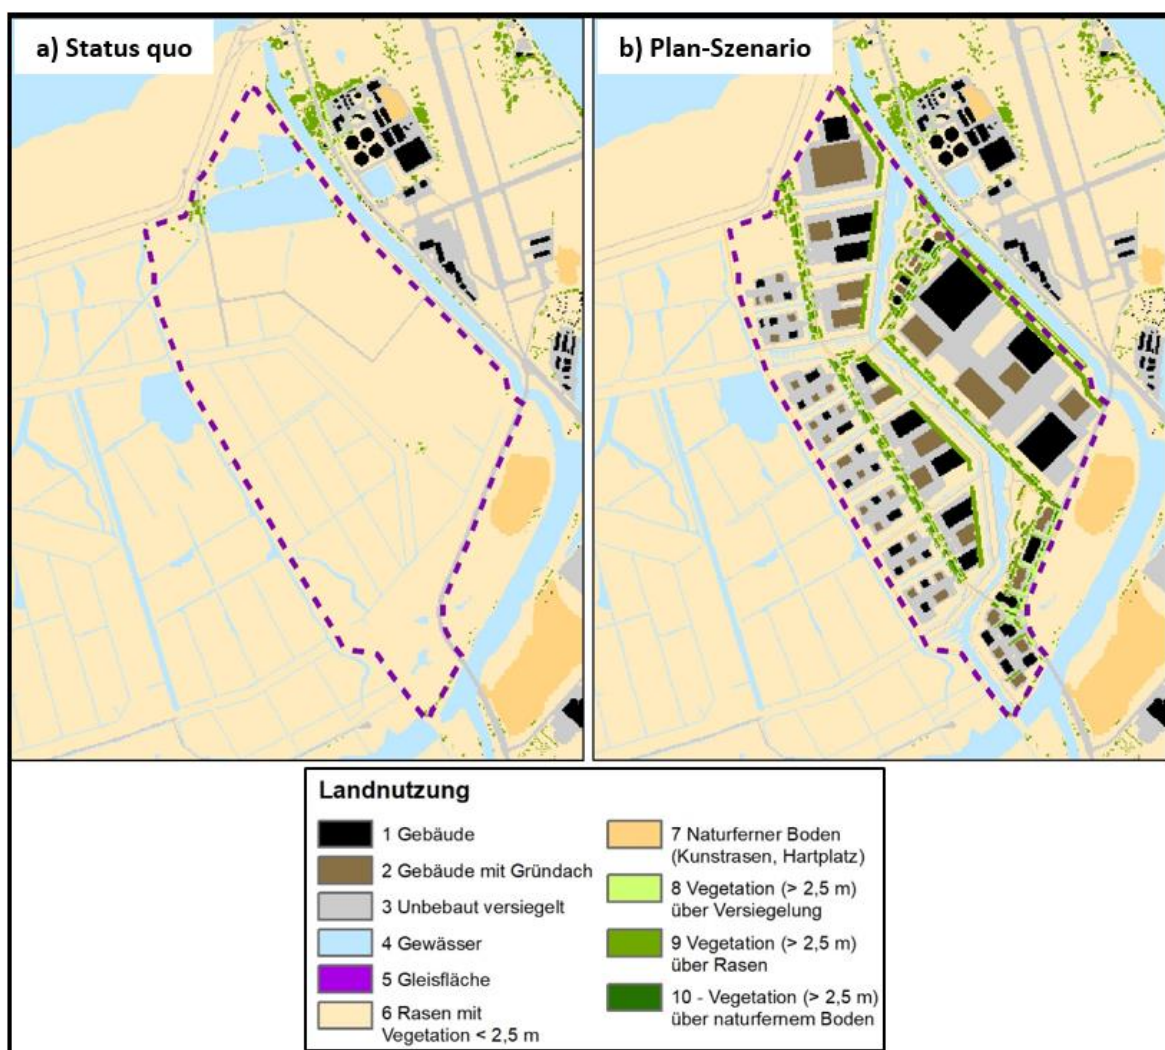 a) Status quo
b) Plan-Szenario
Landnutzung
1 Gebäude
2 Gebäude mit Gründach
3 Unbebaut versiegelt
4 Gewässer
5 Gleisfläche
6 Rasen mit
Vegetation < 2,5 m
7 Naturferner Boden
(Kunstrasen, Hartplatz)
8 Vegetation (> 2,5 m)
über Versiegelung
9 Vegetation (> 2,5 m)
über Rasen
10 - Vegetation (> 2,5 m)
über naturfernem Boden